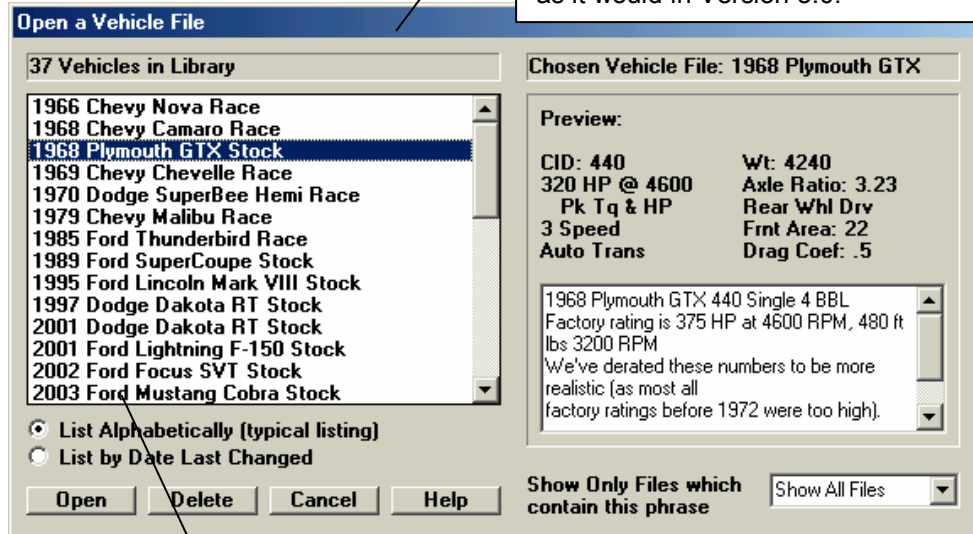 Open a Vehicle File
37 Vehicles in Library
1966 Chevy Nova Race
1968 Chevy Camaro Race
1968 Plymouth GTX Stock
1969 Chevy Chevelle Race
1970 Dodge SuperBee Hemi Race
1979 Chevy Malibu Race
1985 Ford Thunderbird Race
1989 Ford SuperCoupe Stock
1995 Ford Lincoln Mark VIII Stock
1997 Dodge Dakota RT Stock
2001 Dodge Dakota RT Stock
2001 Ford Lightning F-150 Stock
2002 Ford Focus SVT Stock
2003 Ford Mustang Cobra Stock
List Alphabetically (typical listing)
List by Date Last Changed
Open Delete Cancel Help
Chosen Vehicle File: 1968 Plymouth GTX
Preview:
CID: 440 Wt: 4240
320 HP @ 4600 Axle Ratio: 3.23
Pk Tq & HP Rear Whl Drv
3 Speed Frnt Area: 22
Auto Trans Drag Coef: .5
1968 Plymouth GTX 440 Single 4 BBL
Factory rating is 375 HP at 4600 RPM, 480 ft
lbs 3200 RPM
We've derated these numbers to be more
realistic (as most all
factory ratings before 1972 were too high).
Show Only Files which
contain this phrase
Show All Files